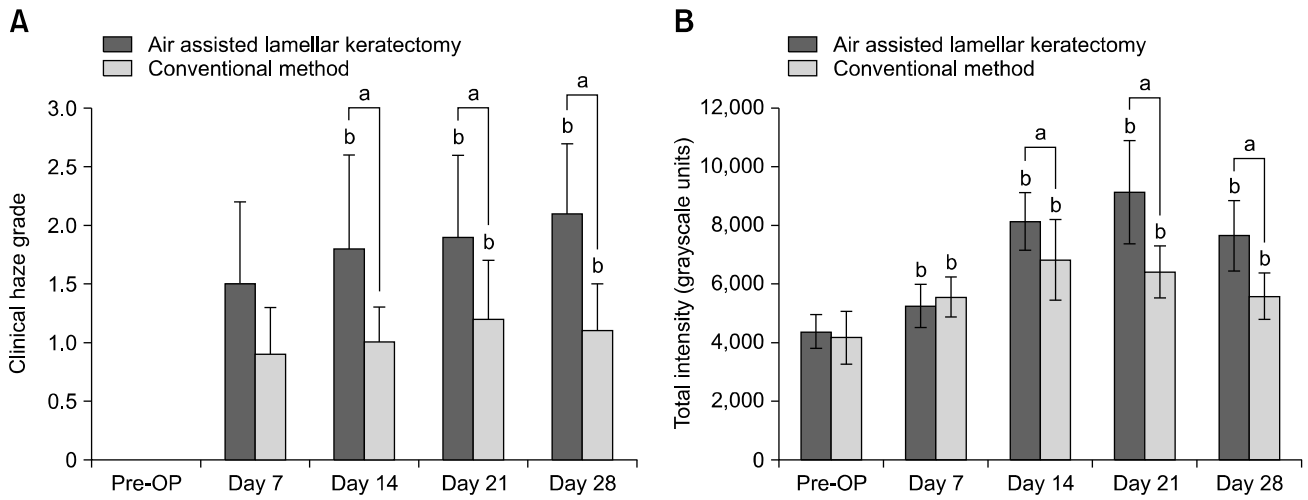 A
Air assisted lamellar keratectomy
Conventional method
Clinical haze grade
3.0
2.5
2.0
1.5
1.0
0.5
0
a
a
a
b
b
b
b
b
Pre-OP
Day 7
Day 14
Day 21
Day 28
B
Air assisted lamellar keratectomy
Conventional method
Total intensity (grayscale units)
12,000
10,000
8,000
6,000
4,000
2,000
0
a
a
a
b
b
b
b
b
b
b
b
Pre-OP
Day 7
Day 14
Day 21
Day 28